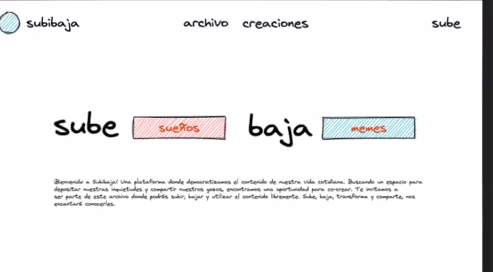 subibaja archivo creaciones sube
sube sueños baja memes
¡Bienvenido a Subibaja! Una plataforma donde democratizamos el contenido de nuestra vida cotidiana. Buscando un espacio para
depositar nuestras inquietudes y compartir nuestros gozos, encontramos una oportunidad para co-crear. Te invitamos a
ser parte de este archivo donde podrás subir, bajar y utilizar el contenido libremente. Sube, baja, transforma y comparte, nos
encantará conocerles.